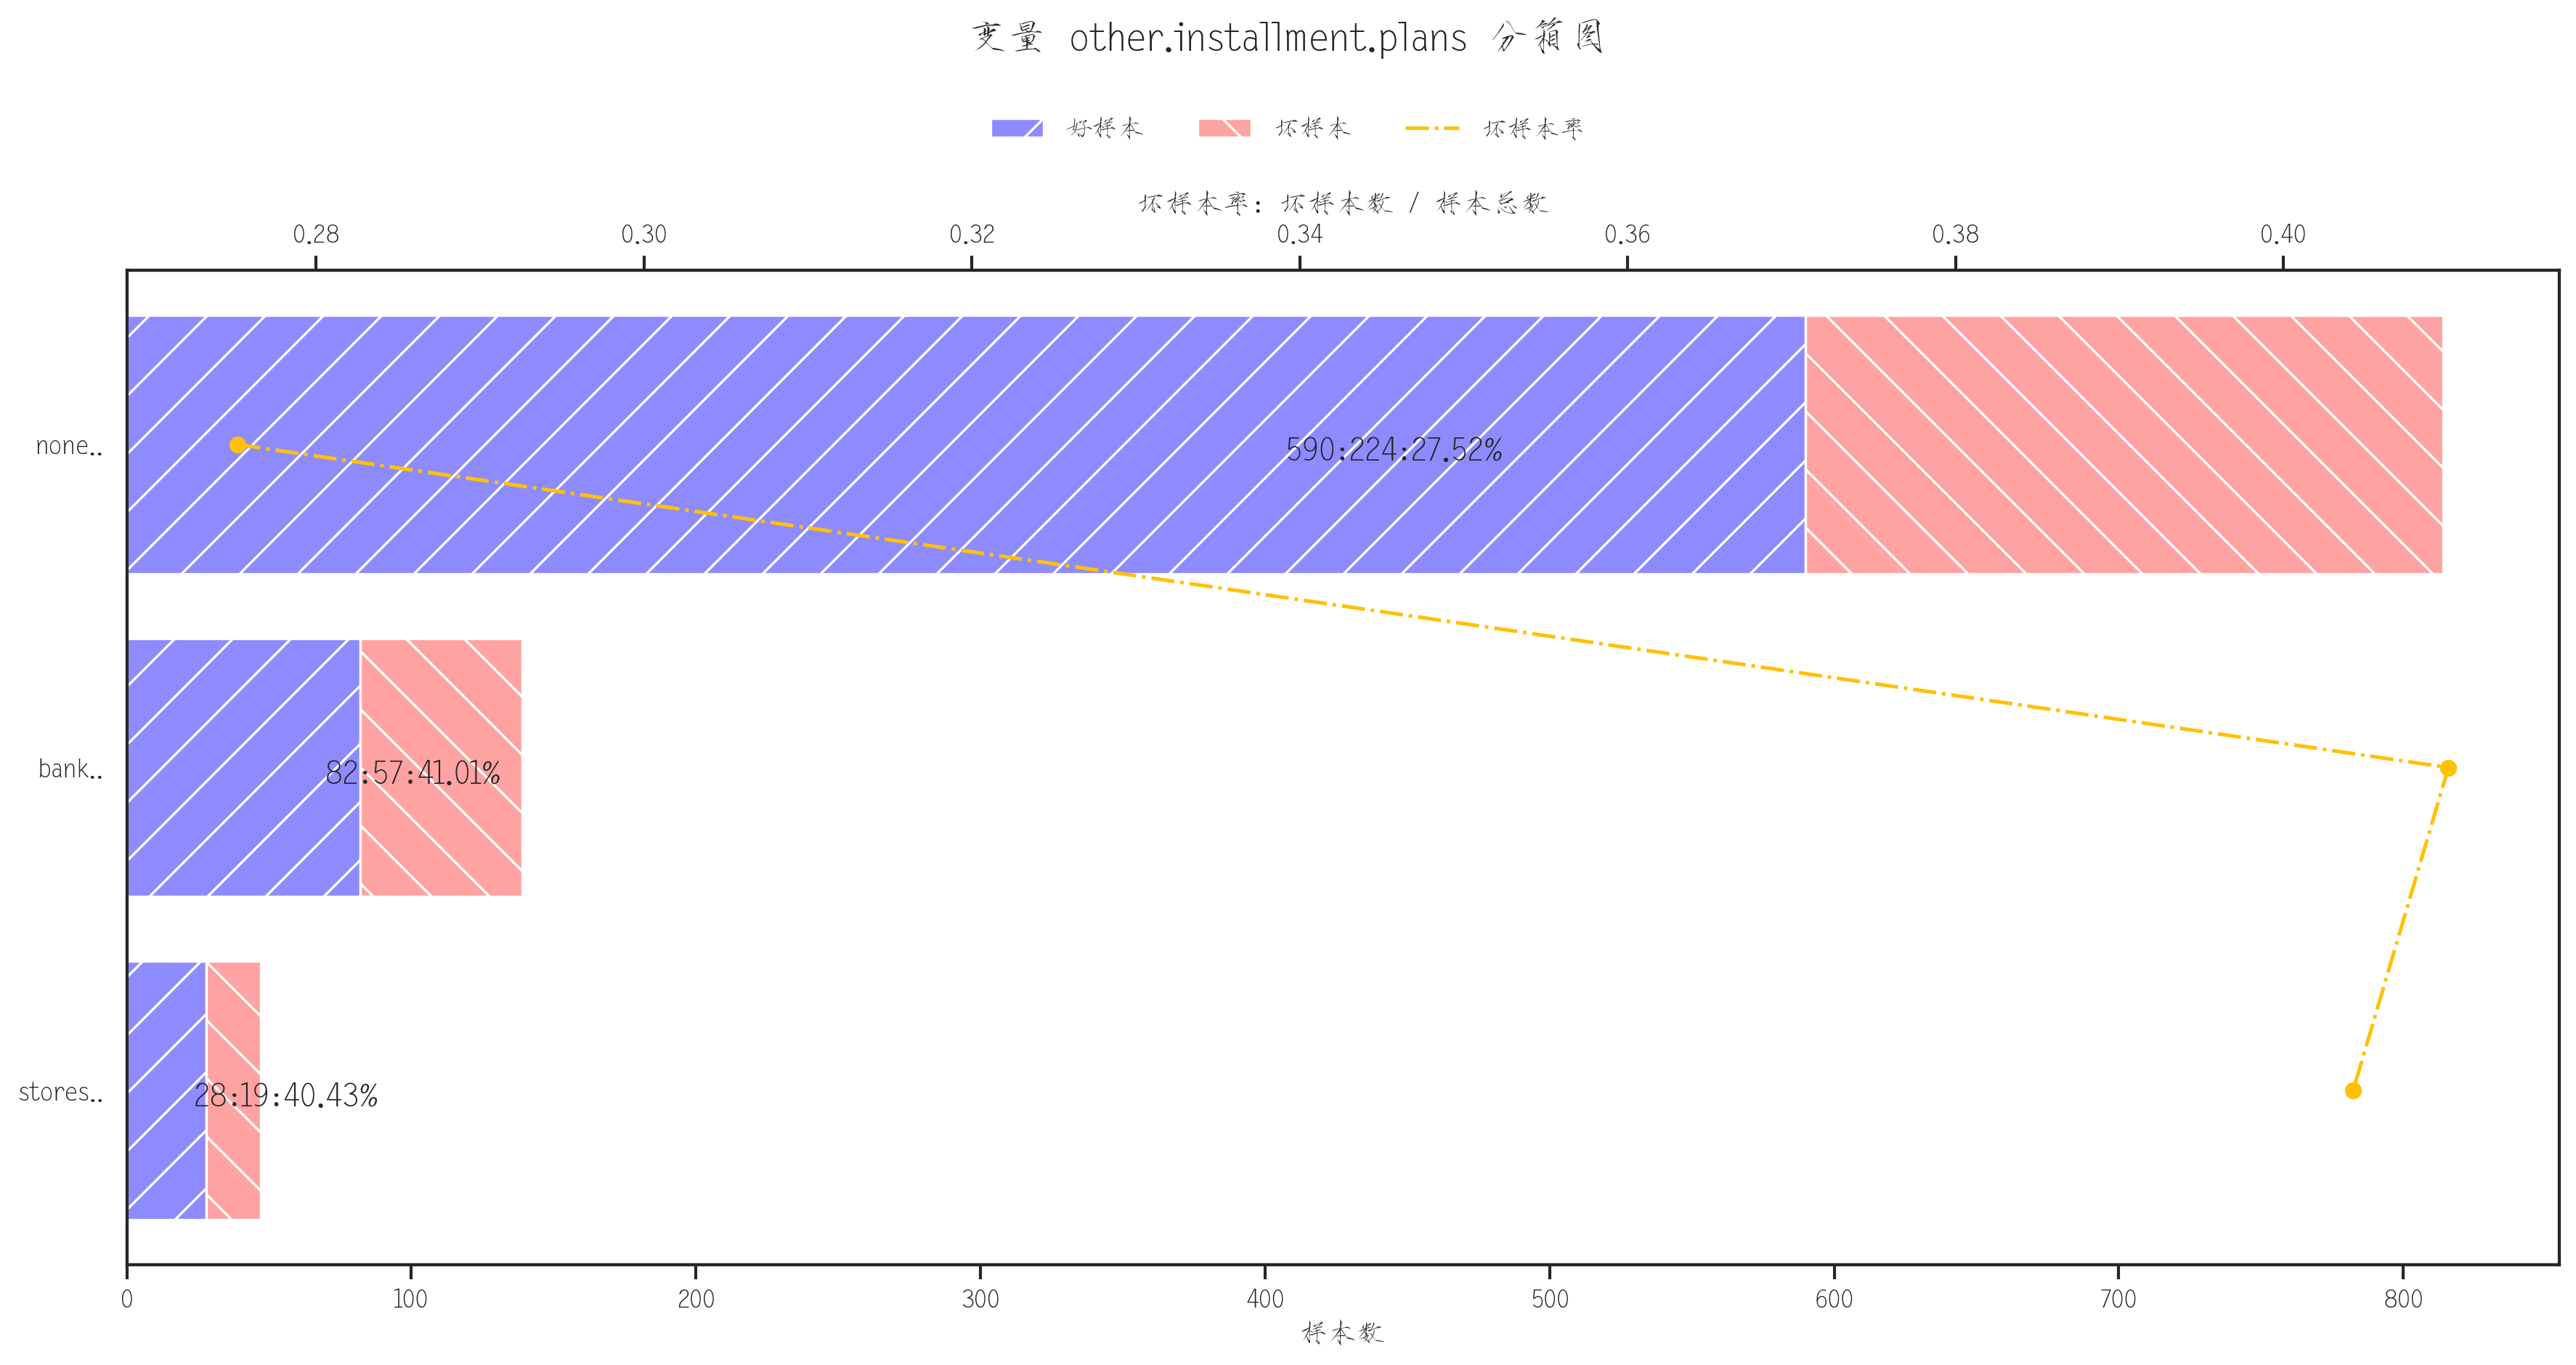 变量 other.installment.plans 分箱图
好样本 坏样本 坏样本率
坏样本率: 坏样本数 / 样本总数
0.28 0.30 0.32 0.34 0.36 0.38 0.40
none.. 590:224:27.52%
bank.. 82:57:41.01%
stores.. 28:19:40.43%
0 100 200 300 400 500 600 700 800
样本数